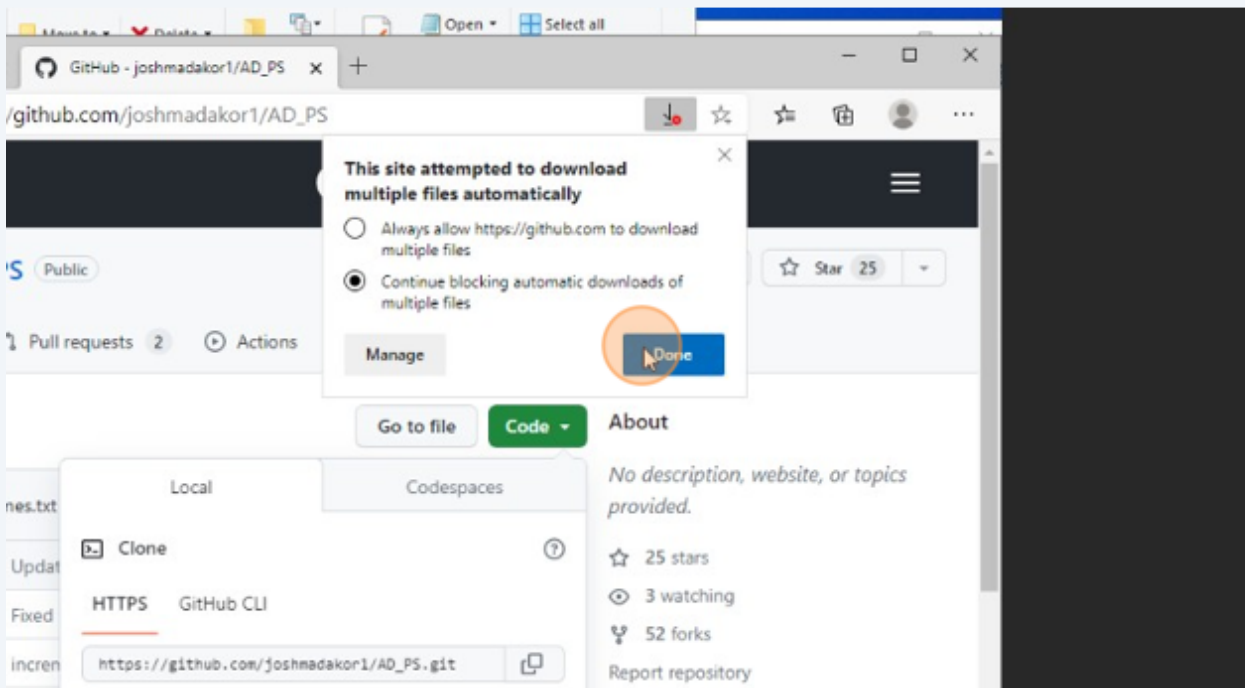 Move to Delete Open Select all
GitHub - joshmadakor1/AD_PS
/github.com/joshmadakor1/AD_PS
This site attempted to download
multiple files automatically
Always allow https://github.com to download
multiple files
Continue blocking automatic downloads of
multiple files
Manage Done
S Public
Star 25
Pull requests 2 Actions
Go to file Code
About
No description, website, or topics
provided.
Local Codespaces
mes.txt
Clone
Updat
HTTPS GitHub CLI
Fixed
https://github.com/joshmadakor1/AD_PS.git
incren
25 stars
3 watching
52 forks
Report repository